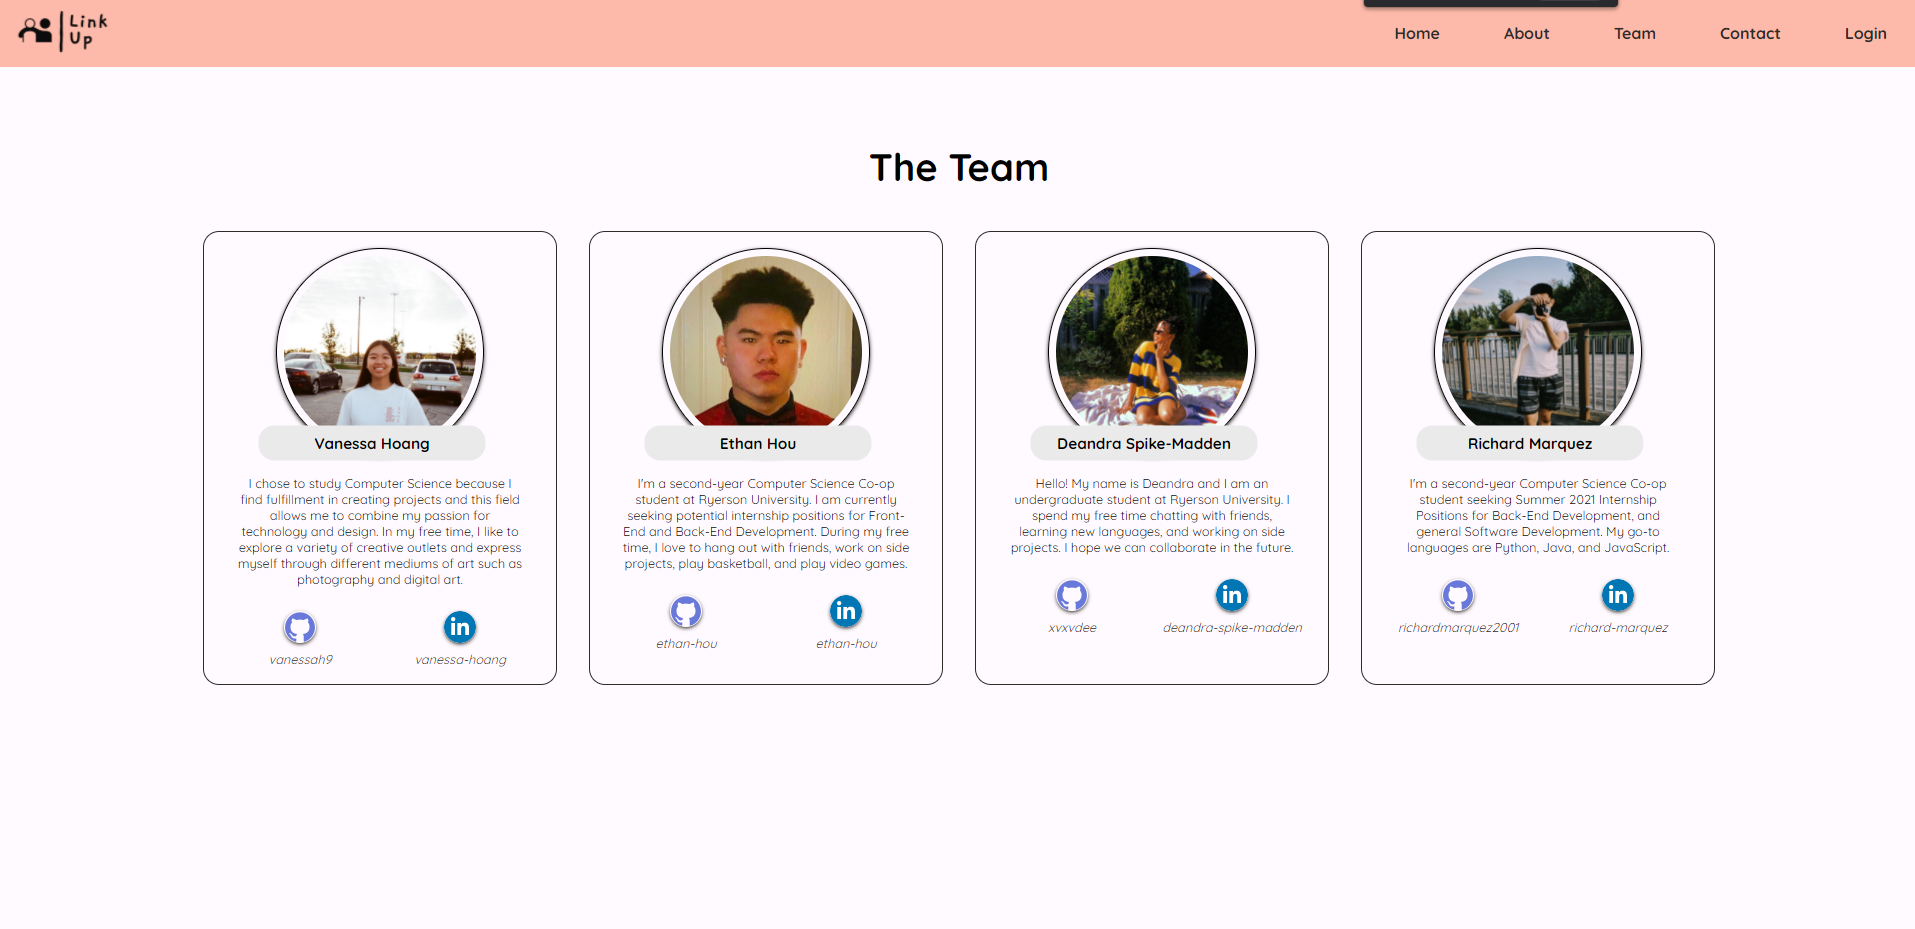 Link
Up
Home About Team Contact Login
The Team
Vanessa Hoang
I chose to study Computer Science because I
find fulfillment in creating projects and this field
allows me to combine my passion for
technology and design. In my free time, I like to
explore a variety of creative outlets and express
myself through different mediums of art such as
photography and digital art.
vanessah9 vanessa-hoang
Ethan Hou
I'm a second-year Computer Science Co-op
student at Ryerson University. I am currently
seeking potential internship positions for Front-
End and Back-End Development. During my free
time, I love to hang out with friends, work on side
projects, play basketball, and play video games.
ethan-hou ethan-hou
Deandra Spike-Madden
Hello! My name is Deandra and I am an
undergraduate student at Ryerson University. I
spend my free time chatting with friends,
learning new languages, and working on side
projects. I hope we can collaborate in the future.
xvxvdee deandra-spike-madden
Richard Marquez
I'm a second-year Computer Science Co-op
student seeking Summer 2021 Internship
Positions for Back-End Development, and
general Software Development. My go-to
languages are Python, Java, and JavaScript.
richardmarquez2001 richard-marquez